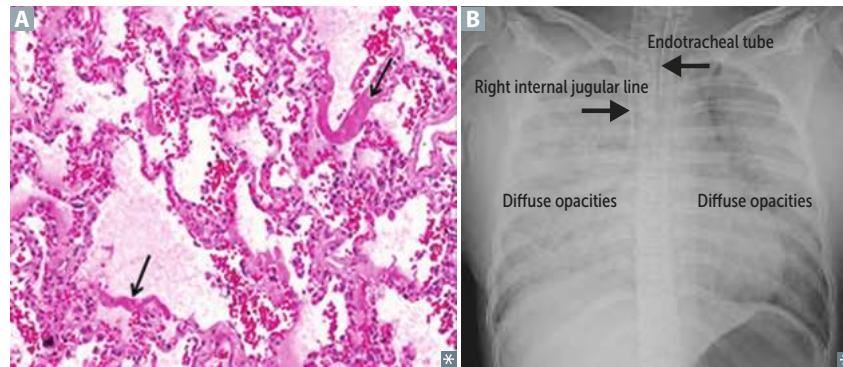 A
B
Endotracheal tube
Right internal jugular line
Diffuse opacities
Diffuse opacities